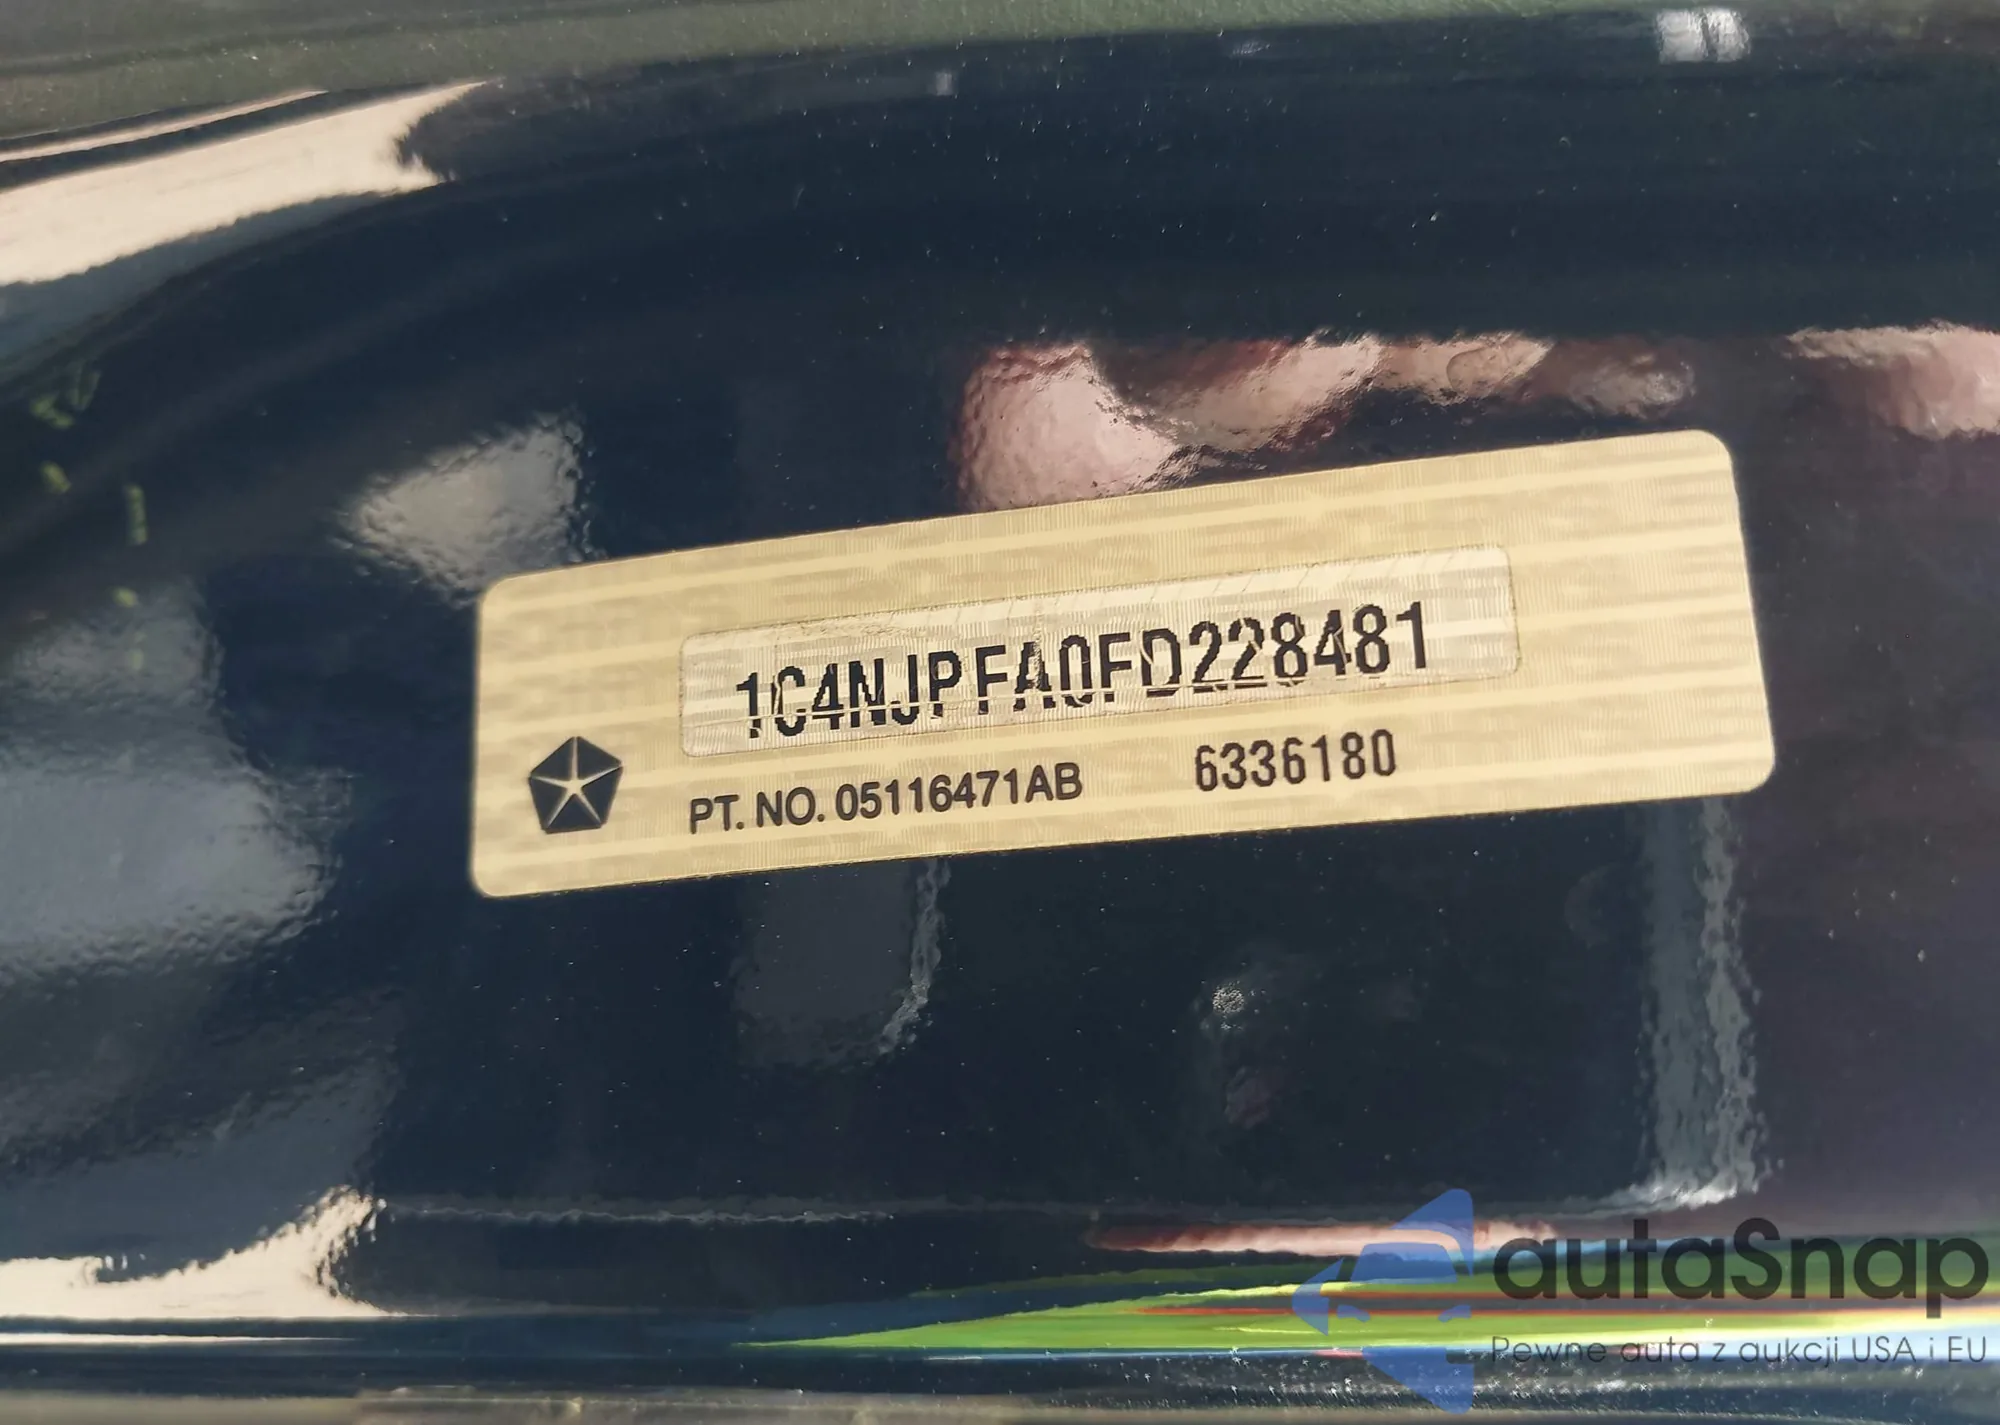 1C4NJPFA0FD228481
PT. NO. 05116471AB 6336180
autaSnap
Pewne auta z aukcji USA i EU